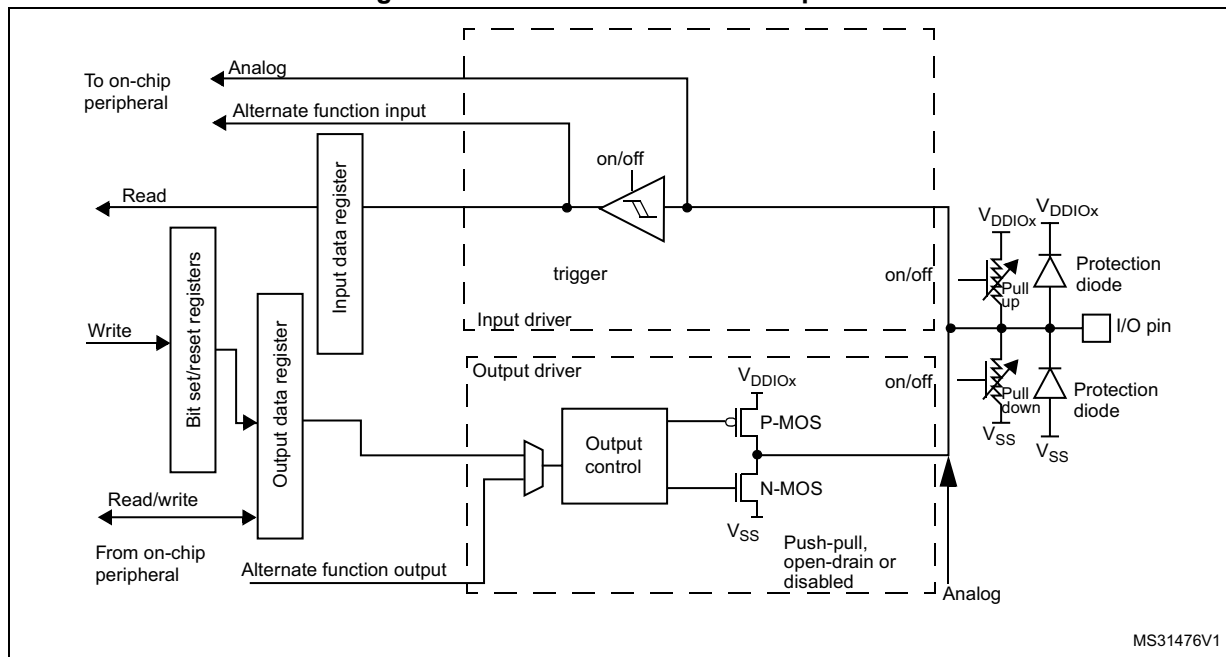 To on-chip
peripheral
Analog
Alternate function input
on/off
Read
Input data register
trigger
Input driver
Write
Bit set/reset registers
Output data register
Read/write
From on-chip
peripheral
Alternate function output
Output driver
Output
control
VDDIOx
P-MOS
N-MOS
VSS
Push-pull,
open-drain or
disabled
Analog
on/off
VDDIOx
VDDIOx
Pull
up
Protection
diode
I/O pin
on/off
Pull
down
Protection
diode
VSS
VSS
MS31476V1